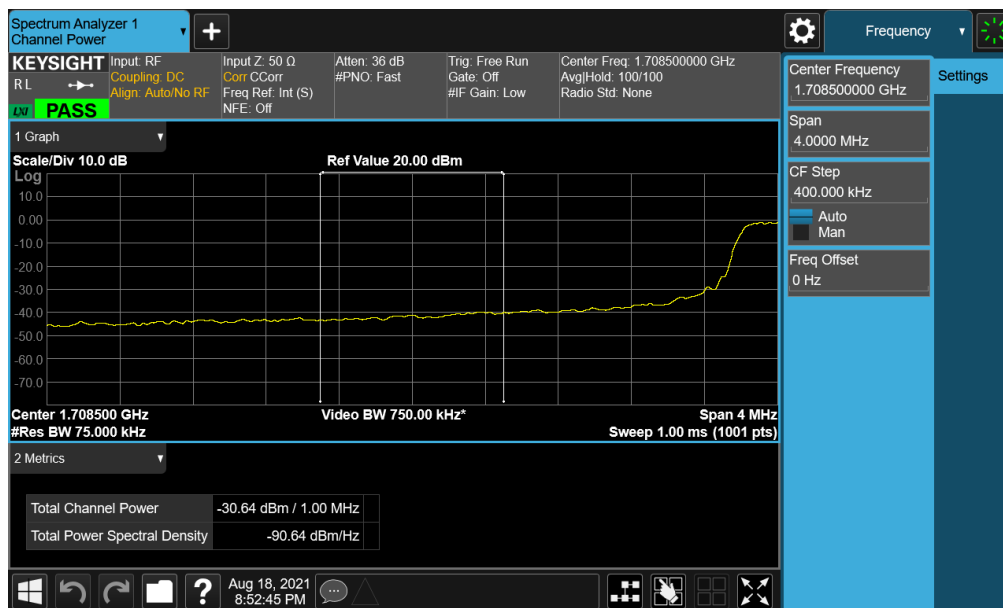 Spectrum Analyzer 1
Channel Power
+
Frequency
KEYSIGHT
R L
LXI
PASS
Input: RF
Coupling: DC
Align: Auto/No RF
Input Z: 50 Ω
Corr CCorr
Freq Ref: Int (S)
NFE: Off
Atten: 36 dB
#PNO: Fast
Trig: Free Run
Gate: Off
#IF Gain: Low
Center Freq: 1.708500000 GHz
Avg|Hold: 100/100
Radio Std: None
Center Frequency
1.708500000 GHz
Settings
Span
4.0000 MHz
CF Step
400.000 kHz
Auto
Man
Freq Offset
0 Hz
1 Graph
Scale/Div 10.0 dB
Ref Value 20.00 dBm
Log
10.0
0.00
-10.0
-20.0
-30.0
-40.0
-50.0
-60.0
-70.0
Center 1.708500 GHz
Video BW 750.00 kHz*
Span 4 MHz
#Res BW 75.000 kHz
Sweep 1.00 ms (1001 pts)
2 Metrics
Total Channel Power
-30.64 dBm / 1.00 MHz
Total Power Spectral Density
-90.64 dBm/Hz
?
Aug 18, 2021
8:52:45 PM